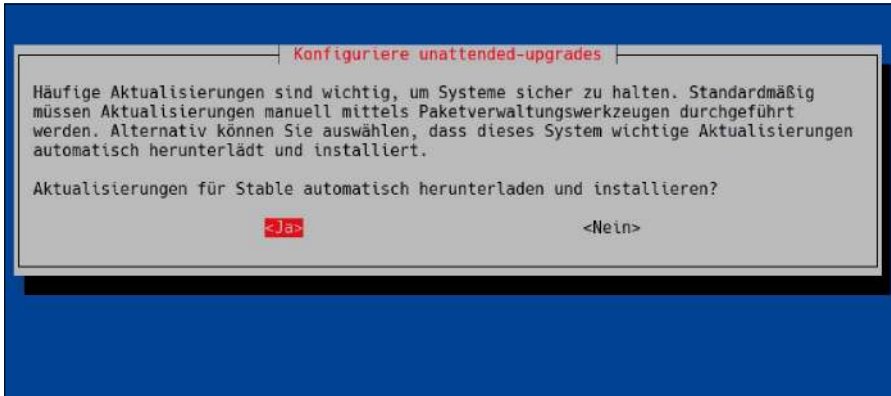 Konfiguriere unattended-upgrades
Häufige Aktualisierungen sind wichtig, um Systeme sicher zu halten. Standardmäßig
müssen Aktualisierungen manuell mittels Paketverwaltungswerkzeugen durchgeführt
werden. Alternativ können Sie auswählen, dass dieses System wichtige Aktualisierungen
automatisch herunterlädt und installiert.
Aktualisierungen für Stable automatisch herunterladen und installieren?
<Ja> <Nein>